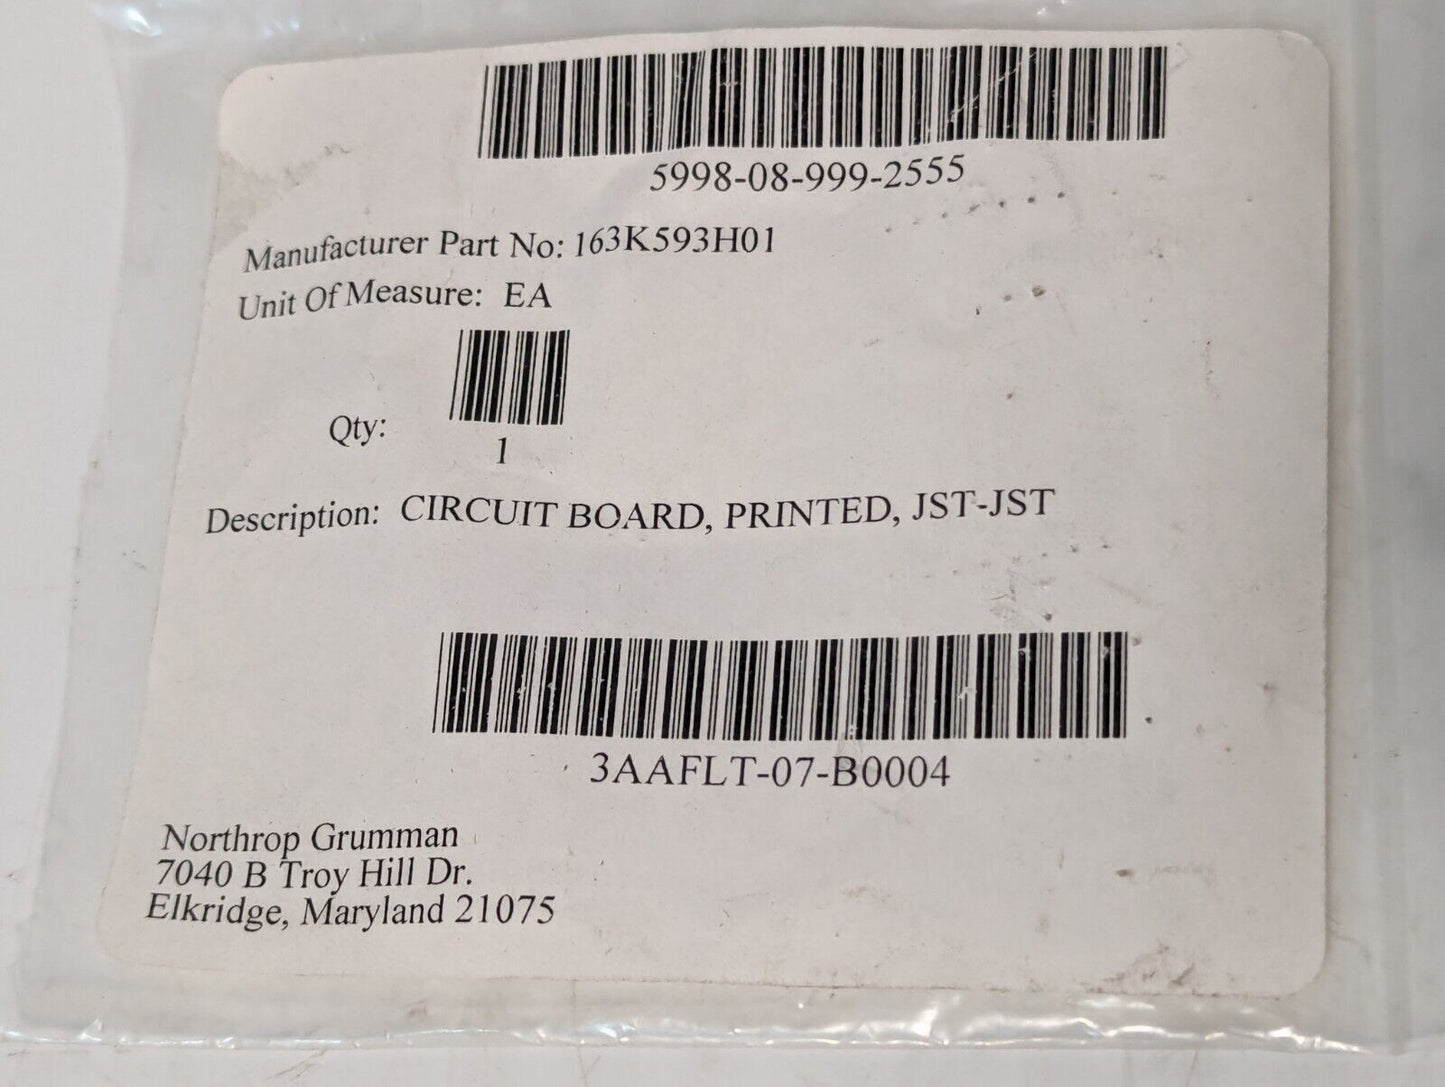 5998-08-999-2555
Manufacturer Part No: 163K593H01
Unit Of Measure: EA
Qty:
1
Description: CIRCUIT BOARD, PRINTED, JST-JST
3AAFLT-07-B0004
Northrop Grumman
7040 B Troy Hill Dr.
Elkridge, Maryland 21075